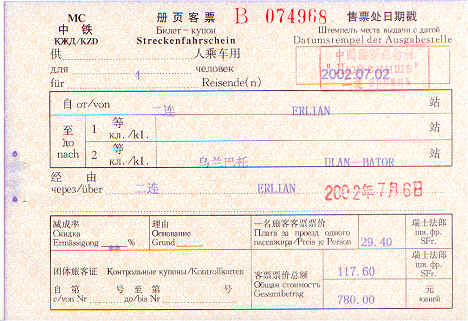 MC 册页客票 B 074968 售票处日期戳
中铁 Билет - купон Штемпель места выдачи с датой
КЖД/KZD Streckenfahrschein Datumstempel der Ausgabestelle
供 人乘车用
для 4 человек
für Reisende(n)
2002.07.02
自 от/von 二连 ERLIAN 站
至 1 等 站
до кл./kl.
nach 2 等 站
кл./kl. 乌兰巴托 ULAN-BATOR
经 由
через/über 二连 ERLIAN 2002年7月6日
减成率 理由 一名旅客客票票价 瑞士法郎
Скидка Основание Плата за проезд одного шв. фр.
Ermässigung % Grund пассажира/Preis je Person 29.40 SFr.
团体旅客证 Контрольные купоны/Kontrollkarten 客票票价总额 117.60 瑞士法郎
Общая стоимость шв. фр.
Gesamtbetrag SFr.
自 第 号 至 第 号 780.00 元
с/von Nr до/bis Nr юаней